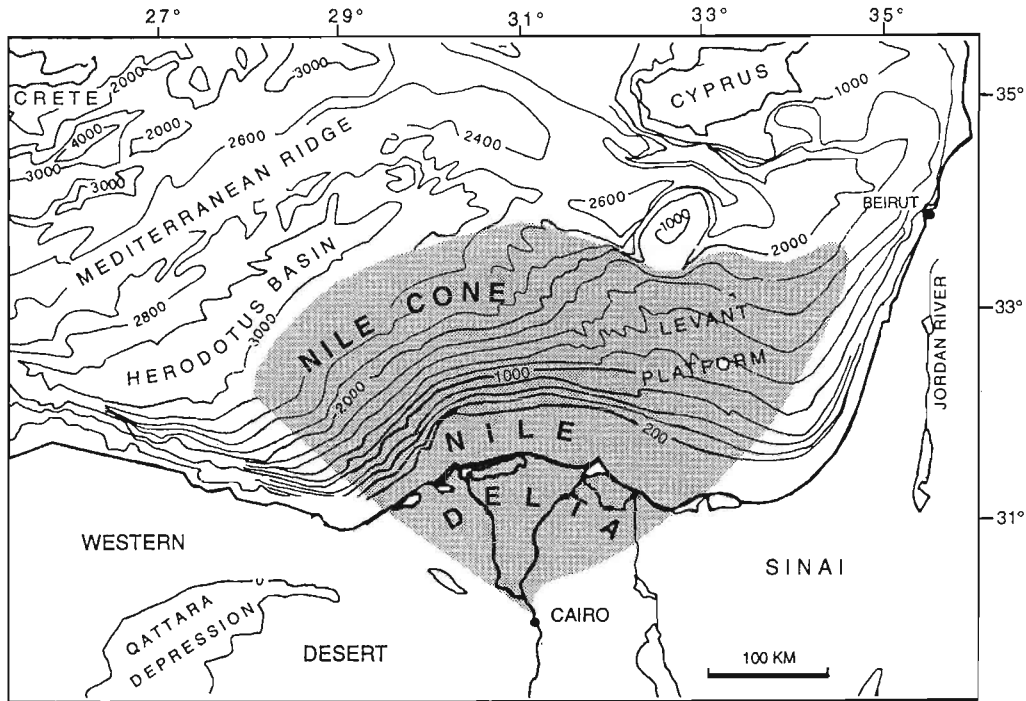 27° 29° 31° 33° 35°
2000
3000
CRETE
CYPRUS
1000
35°
4000
2000
2600
2400
3000
3000
MEDITERRANEAN RIDGE
2600
1000
BEIRUT
2000
HERODOTUS BASIN
2800
3000
NILE CONE
LEVANT
PLATFORM
33°
JORDAN RIVER
2000
1000
200
NILE
DELTA
31°
WESTERN
DESERT
SINAI
QATTARA
DEPRESSION
CAIRO
100 KM